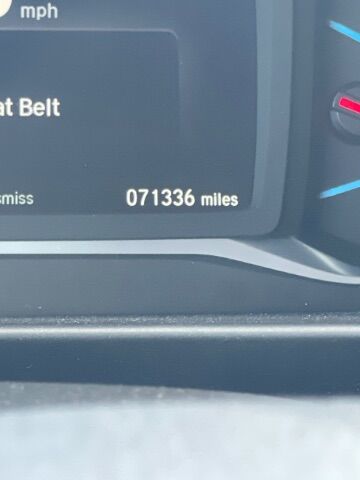 mph
at Belt
smiss
071336 miles